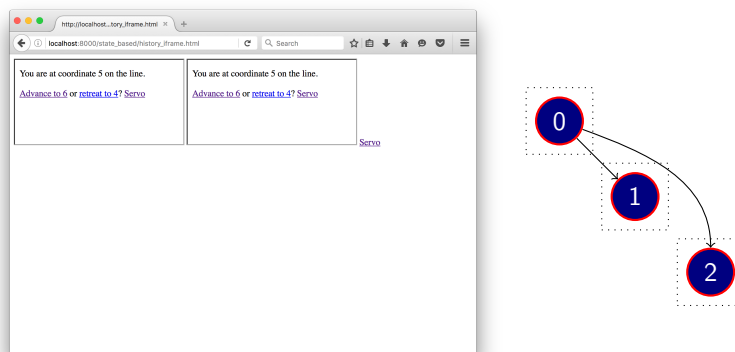 http://localhost...tory_iframe.html × +
localhost:8000/state_based/history_iframe.html C Search
You are at coordinate 5 on the line.
Advance to 6 or retreat to 4? Servo
You are at coordinate 5 on the line.
Advance to 6 or retreat to 4? Servo
Servo
0
1
2